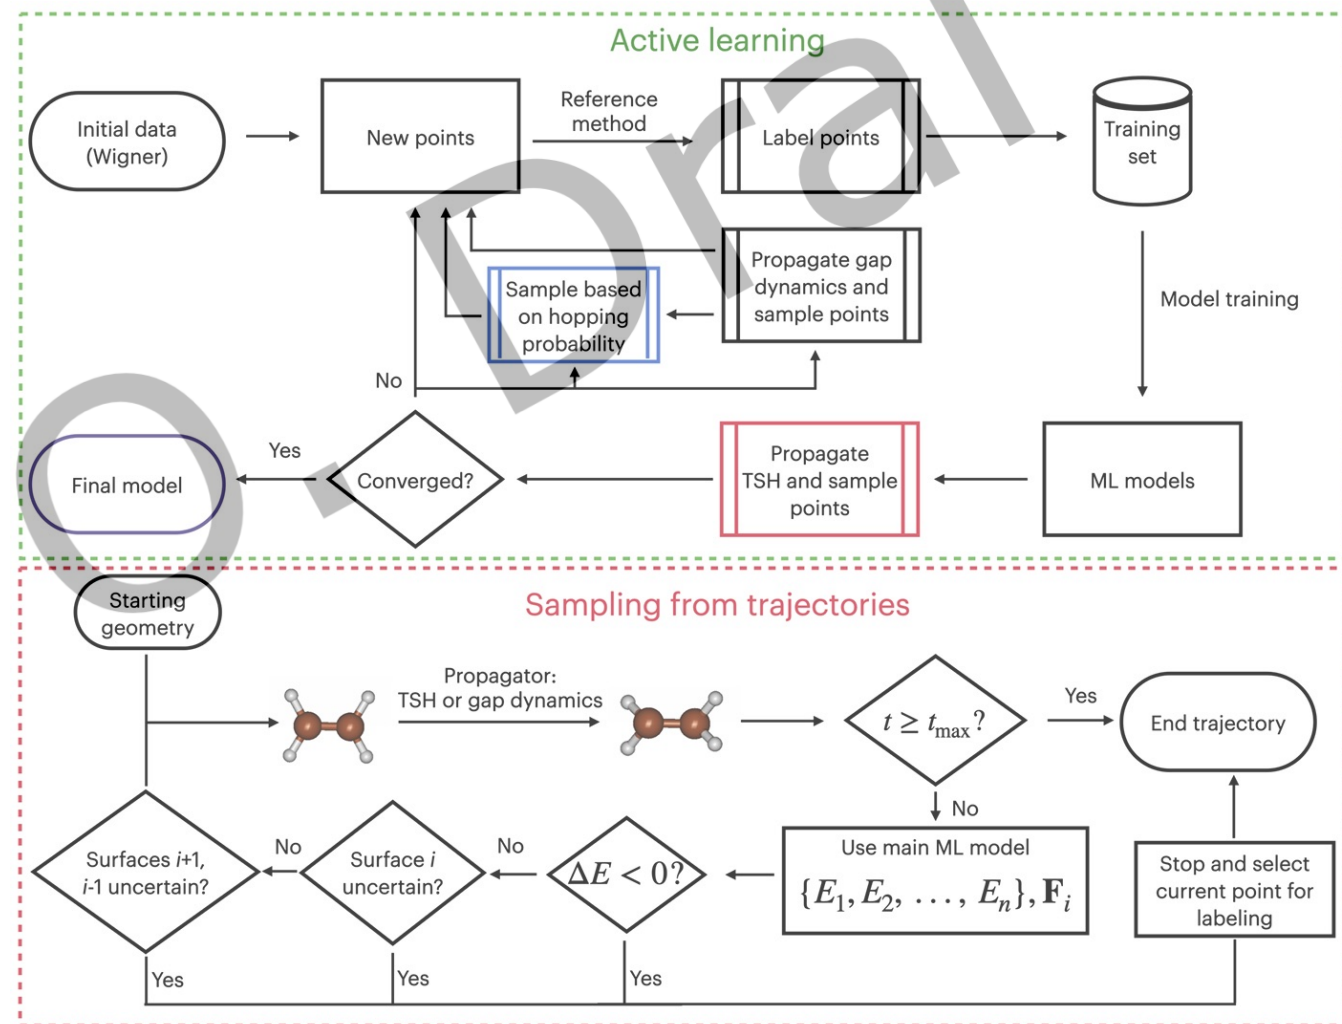 Active learning
Initial data
(Wigner)
New points
Reference
method
Label points
Training
set
Propagate gap
dynamics and
sample points
Sample based
on hopping
probability
Model training
No
Yes
Final model
Converged?
Propagate
TSH and sample
points
ML models
O. Dral
Starting
geometry
Sampling from trajectories
Propagator:
TSH or gap dynamics
t ≥ tmax?
Yes
End trajectory
No
Surfaces i+1,
i-1 uncertain?
No
Surface i
uncertain?
No
ΔE < 0?
Use main ML model
{E1, E2, ..., En}, Fi
Stop and select
current point for
labeling
Yes
Yes
Yes